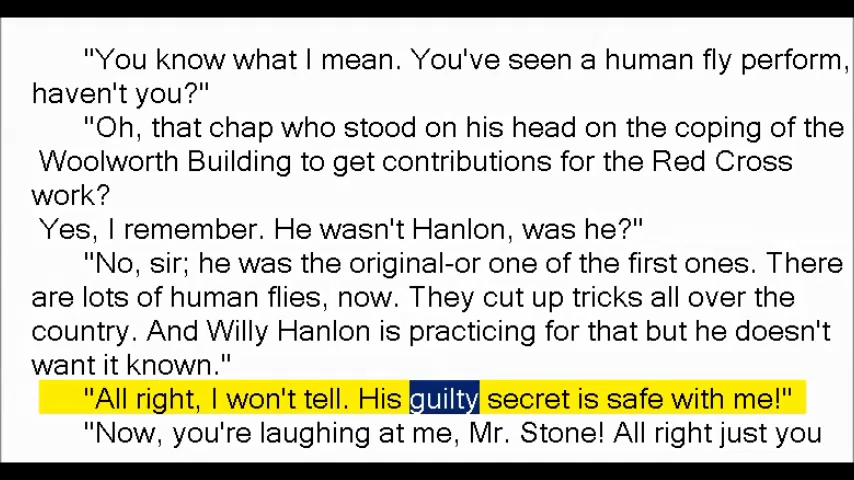 "You know what I mean. You've seen a human fly perform,
haven't you?"
"Oh, that chap who stood on his head on the coping of the
Woolworth Building to get contributions for the Red Cross
work?
Yes, I remember. He wasn't Hanlon, was he?"
"No, sir; he was the original-or one of the first ones. There
are lots of human flies, now. They cut up tricks all over the
country. And Willy Hanlon is practicing for that but he doesn't
want it known."
"All right, I won't tell. His guilty secret is safe with me!"
"Now, you're laughing at me, Mr. Stone! All right just you